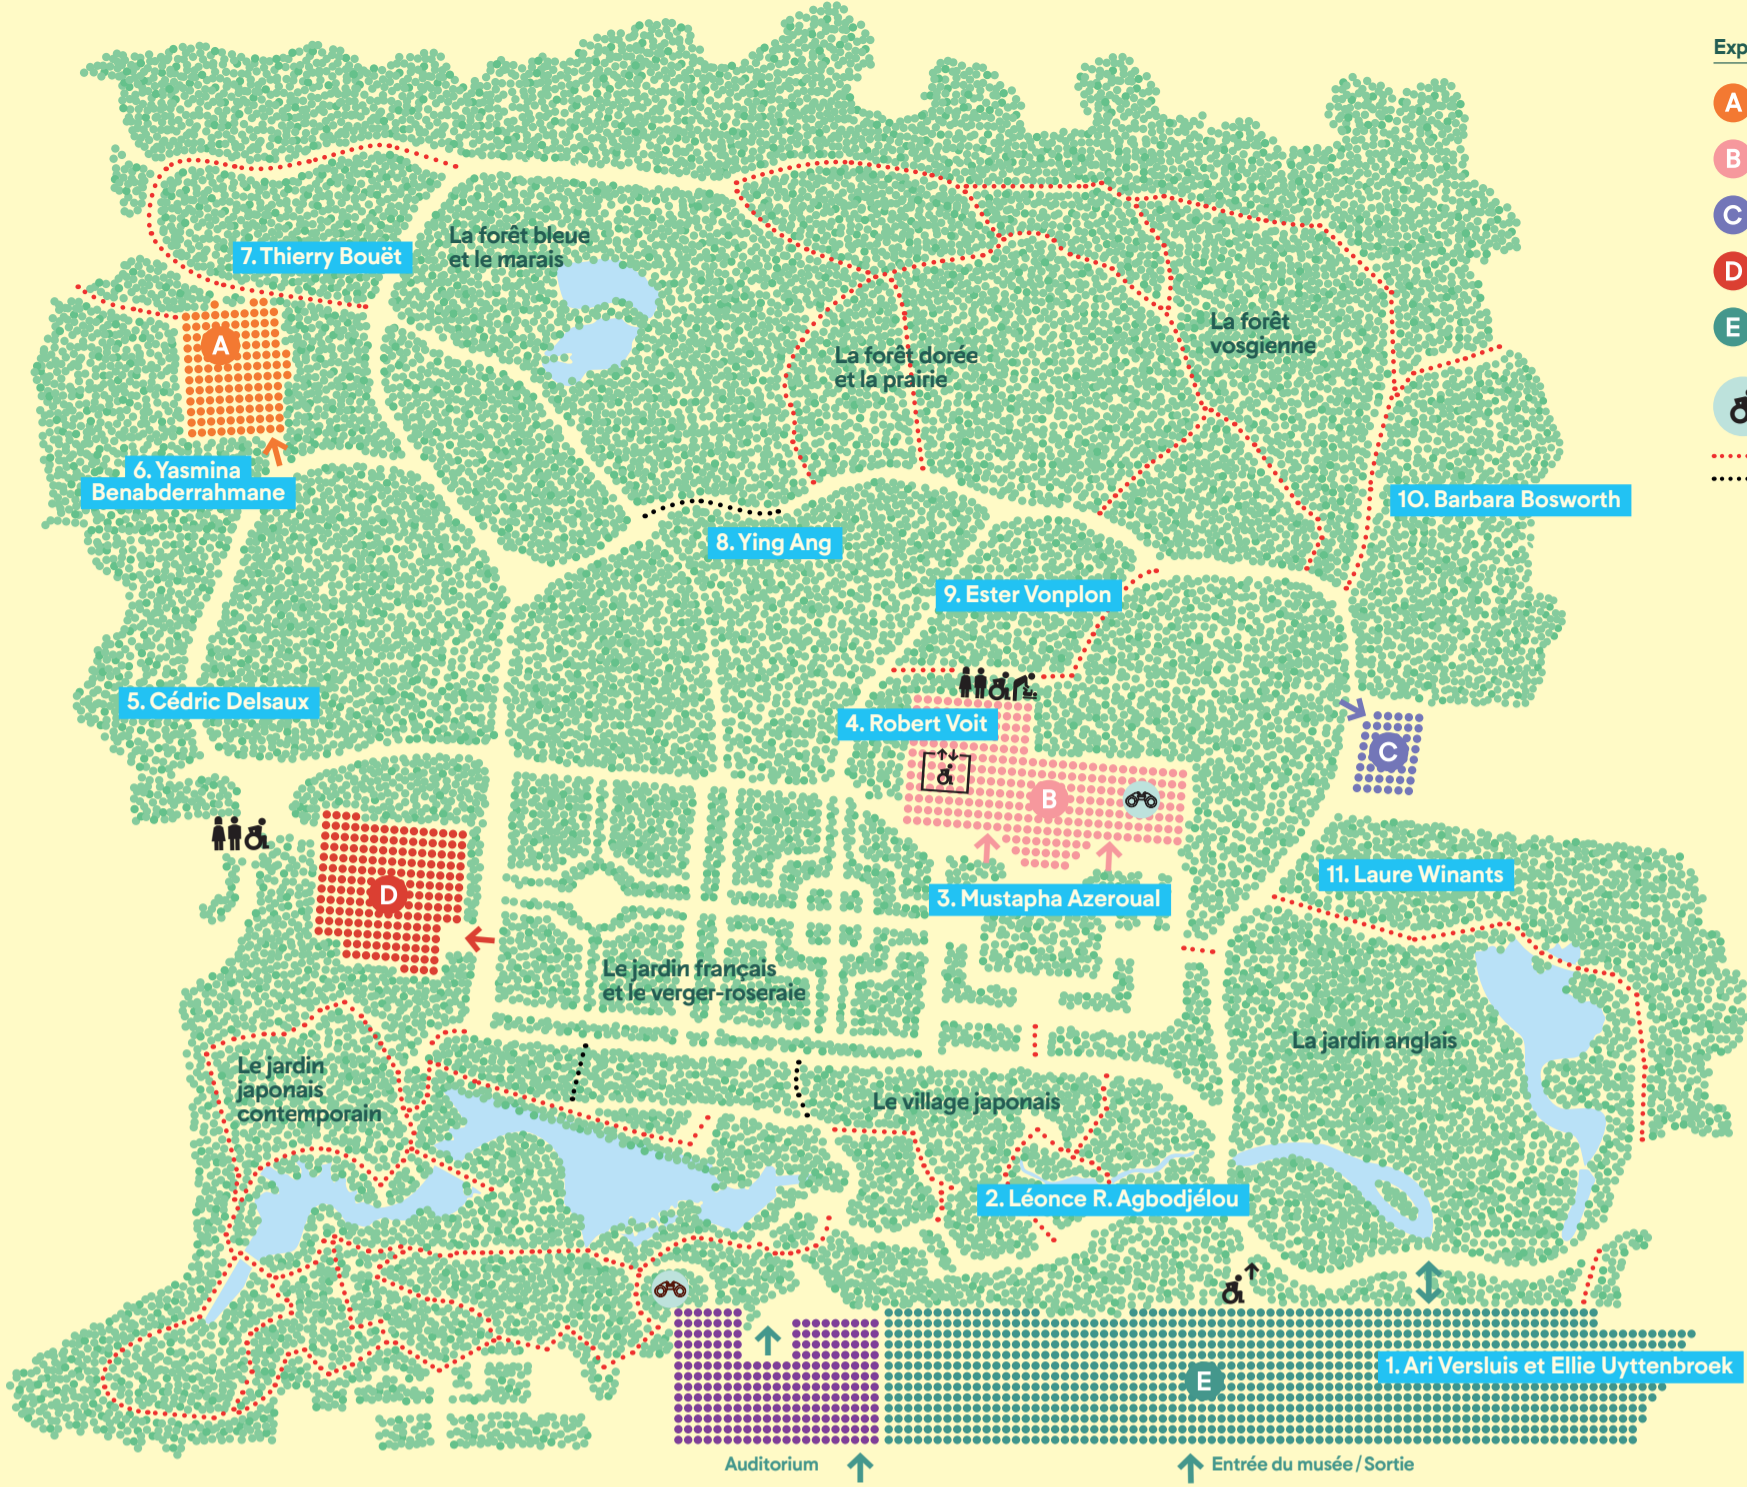 Exp
A
B
C
D
E
La forêt bleue
et le marais
7. Thierry Bouët
A
La forêt
vosgienne
La forêt dorée
et la prairie
6. Yasmina
Benabderrahmane
10. Barbara Bosworth
8. Ying Ang
9. Ester Vonplon
5. Cédric Delsaux
4. Robert Voit
C
B
D
11. Laure Winants
3. Mustapha Azeroual
Le jardin français
et le verger-roseraie
La jardin anglais
Le jardin
japonais
contemporain
Le village japonais
2. Léonce R. Agbodjélou
1. Ari Versluis et Ellie Uyttenbroek
E
Auditorium
Entrée du musée / Sortie